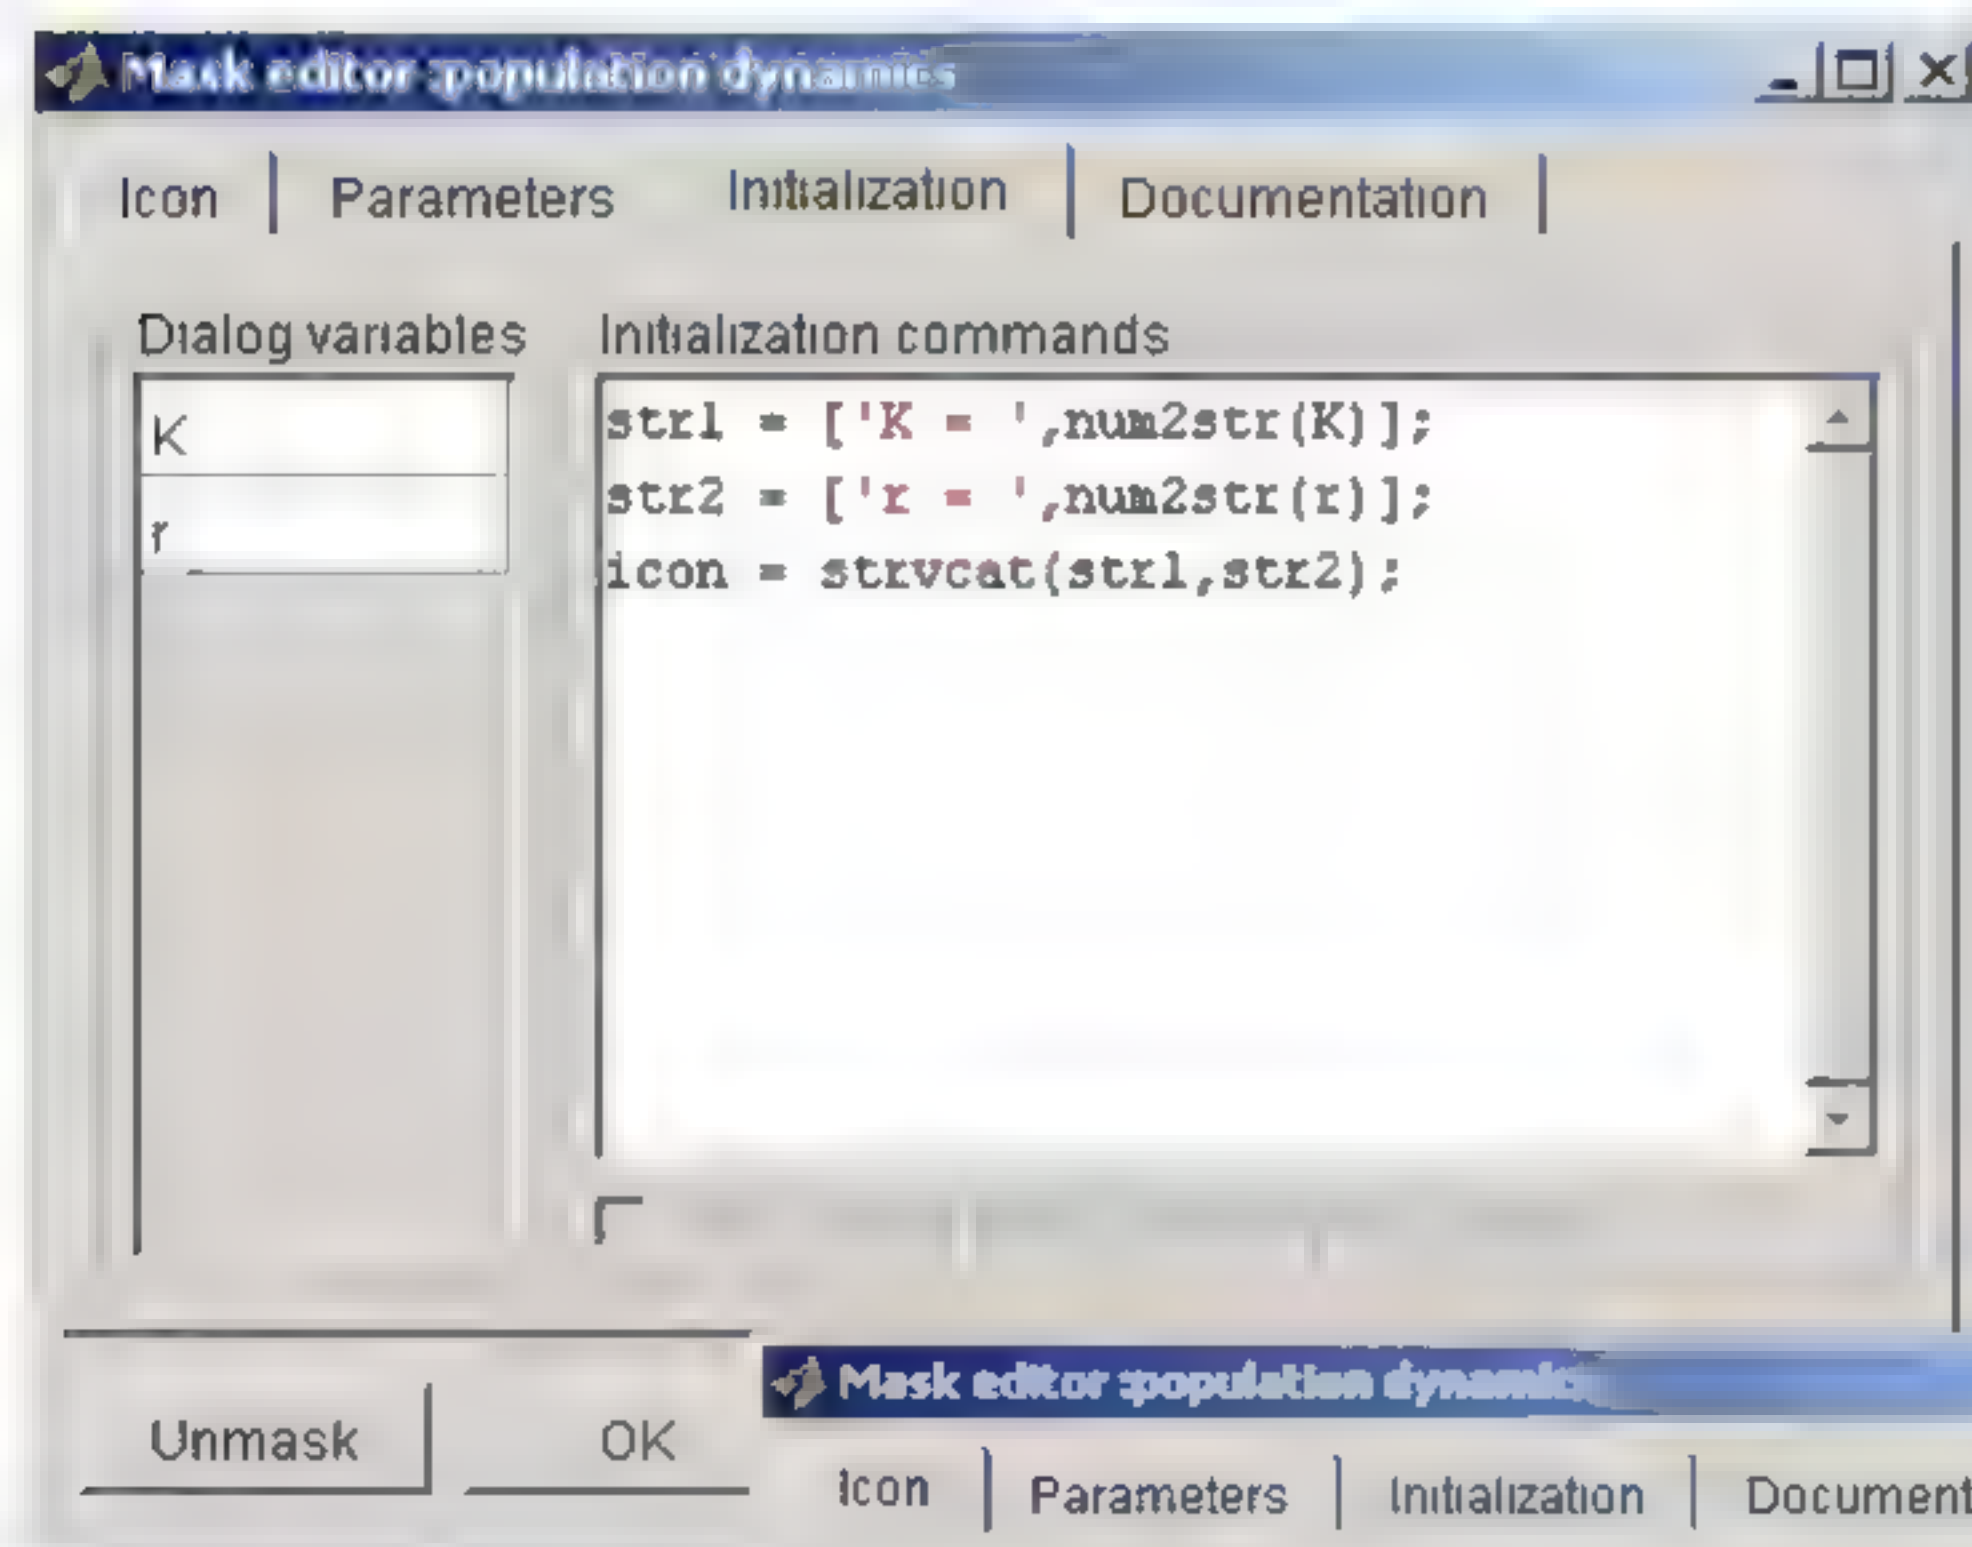 Mask editor :population dynamics
Icon Parameters Initialization Documentation
Dialog variables Initialization commands
K
r
str1 = ['K = ',num2str(K)];
str2 = ['r = ',num2str(r)];
icon = strvcat(str1,str2);
Unmask OK
Mask editor :population dynamics
Icon Parameters Initialization Document